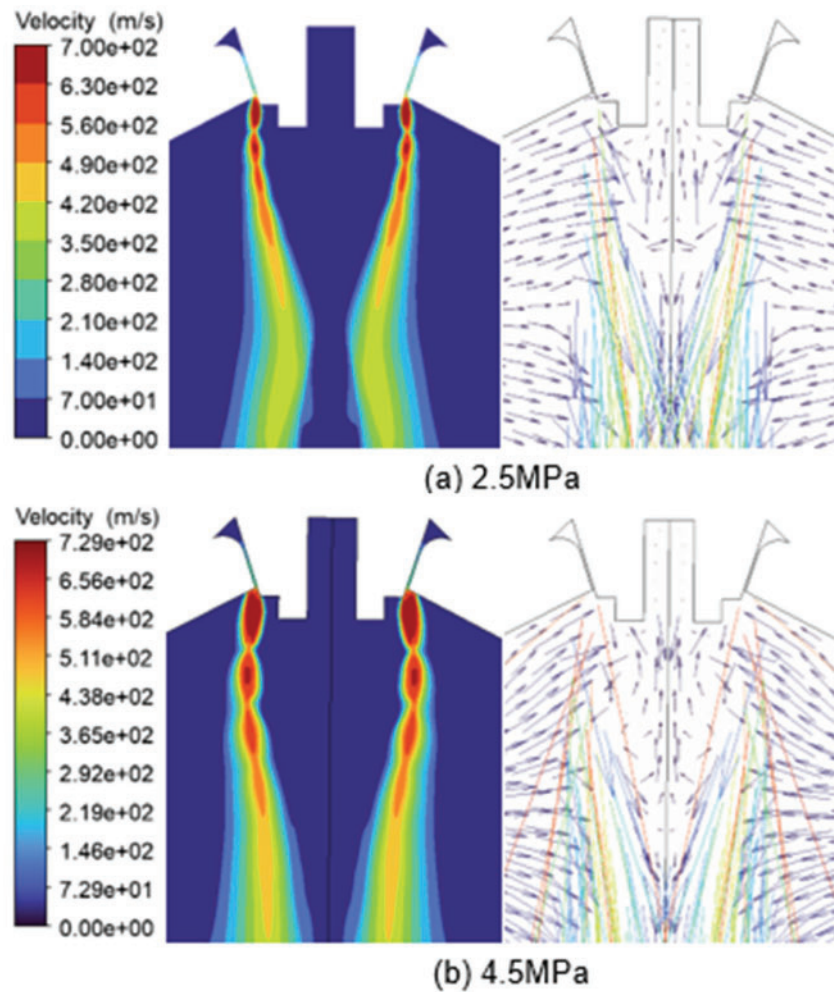 Velocity (m/s)
7.00e+02
6.30e+02
5.60e+02
4.90e+02
4.20e+02
3.50e+02
2.80e+02
2.10e+02
1.40e+02
7.00e+01
0.00e+00
(a) 2.5MPa
Velocity (m/s)
7.29e+02
6.56e+02
5.84e+02
5.11e+02
4.38e+02
3.65e+02
2.92e+02
2.19e+02
1.46e+02
7.29e+01
0.00e+00
(b) 4.5MPa